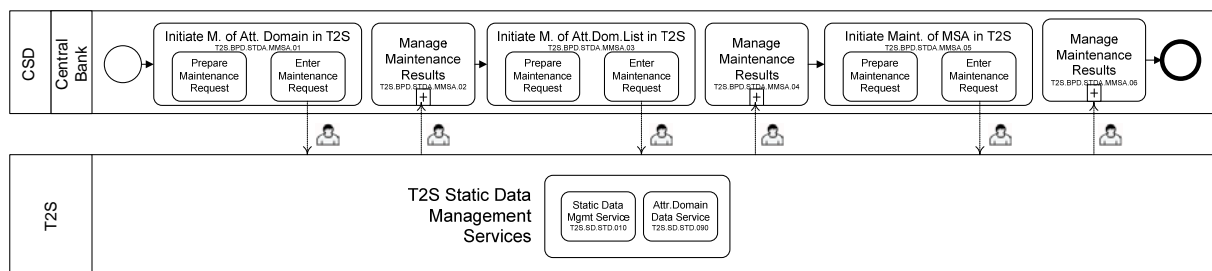 CSD
Central
Bank
Initiate M. of Att. Domain in T2S
T2S.BPD.STDA.MMSA.01
Prepare
Maintenance
Request
Enter
Maintenance
Request
Manage
Maintenance
Results
T2S.BPD.STDA.MMSA.02
+
Initiate M. of Att.Dom.List in T2S
T2S.BPD.STDA.MMSA.03
Prepare
Maintenance
Request
Enter
Maintenance
Request
Manage
Maintenance
Results
T2S.BPD.STDA.MMSA.04
+
Initiate Maint. of MSA in T2S
T2S.BPD.STDA.MMSA.05
Prepare
Maintenance
Request
Enter
Maintenance
Request
Manage
Maintenance
Results
T2S.BPD.STDA.MMSA.06
+
T2S
T2S Static Data
Management
Services
Static Data
Mgmt Service
T2S.SD.STD.010
Attr.Domain
Data Service
T2S.SD.STD.090